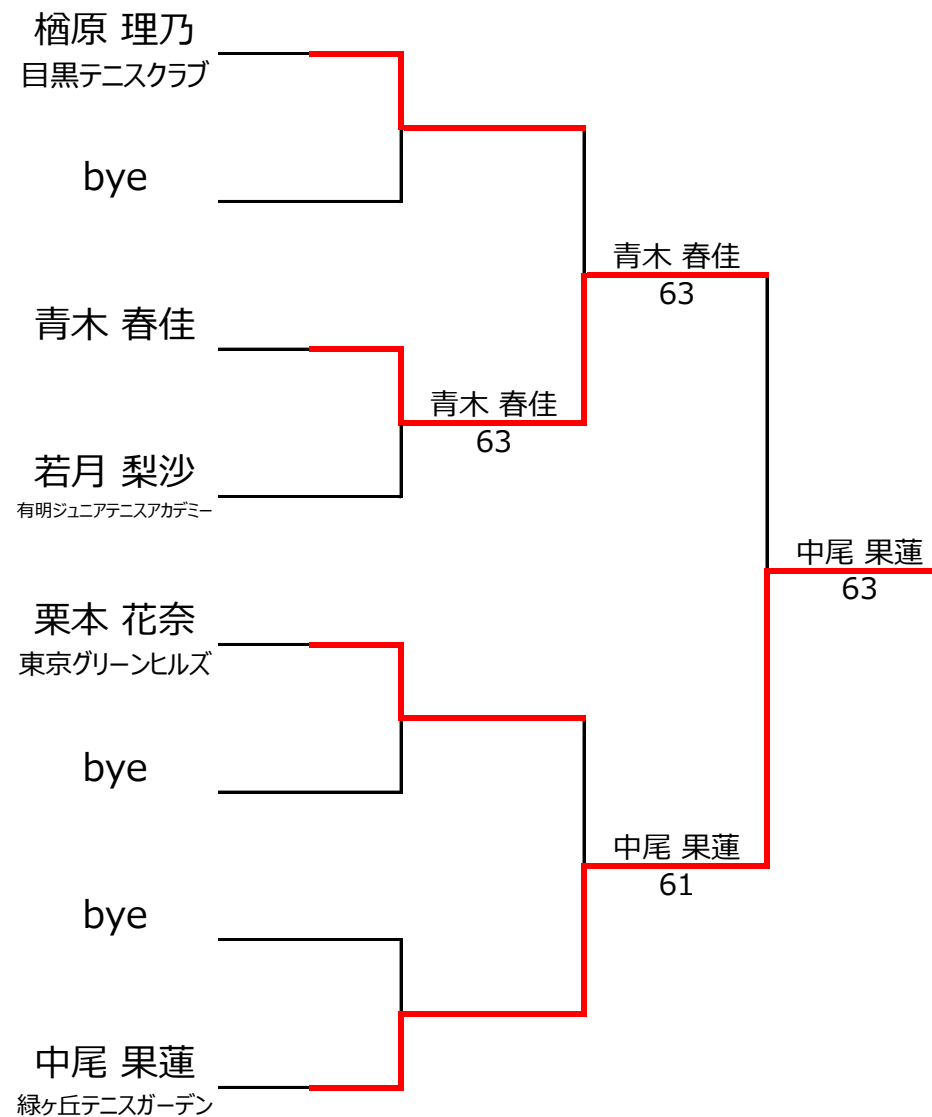 楢原 理乃
目黒テニスクラブ
bye
青木 春佳
63
青木 春佳
青木 春佳
63
若月 梨沙
有明ジュニアテニスアカデミー
中尾 果蓮
63
栗本 花奈
東京グリーンヒルズ
bye
中尾 果蓮
61
bye
中尾 果蓮
緑ヶ丘テニスガーデン